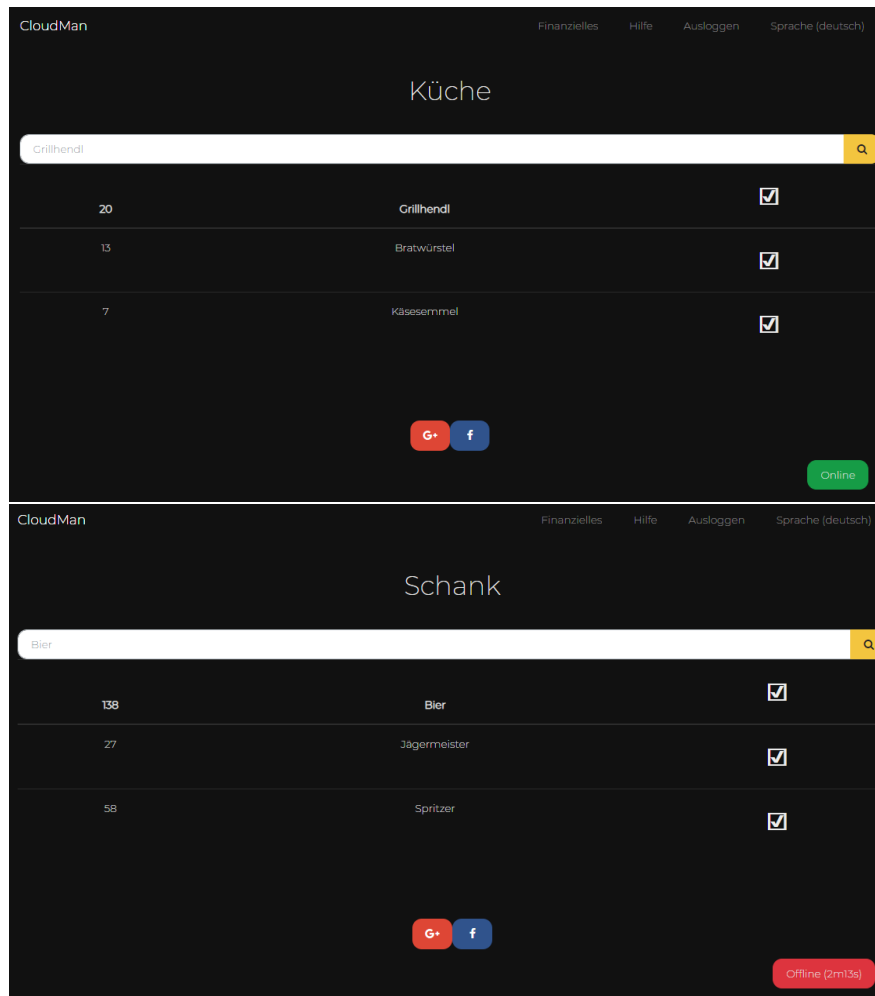 CloudMan Finanzielles Hilfe Ausloggen Sprache (deutsch)
Küche
Grillhendl
20 Grillhendl
13 Bratwürstel
7 Käsesemmel
G+ f
Online
CloudMan Finanzielles Hilfe Ausloggen Sprache (deutsch)
Schank
Bier
138 Bier
27 Jägermeister
58 Spritzer
G+ f
Offline (2m13s)